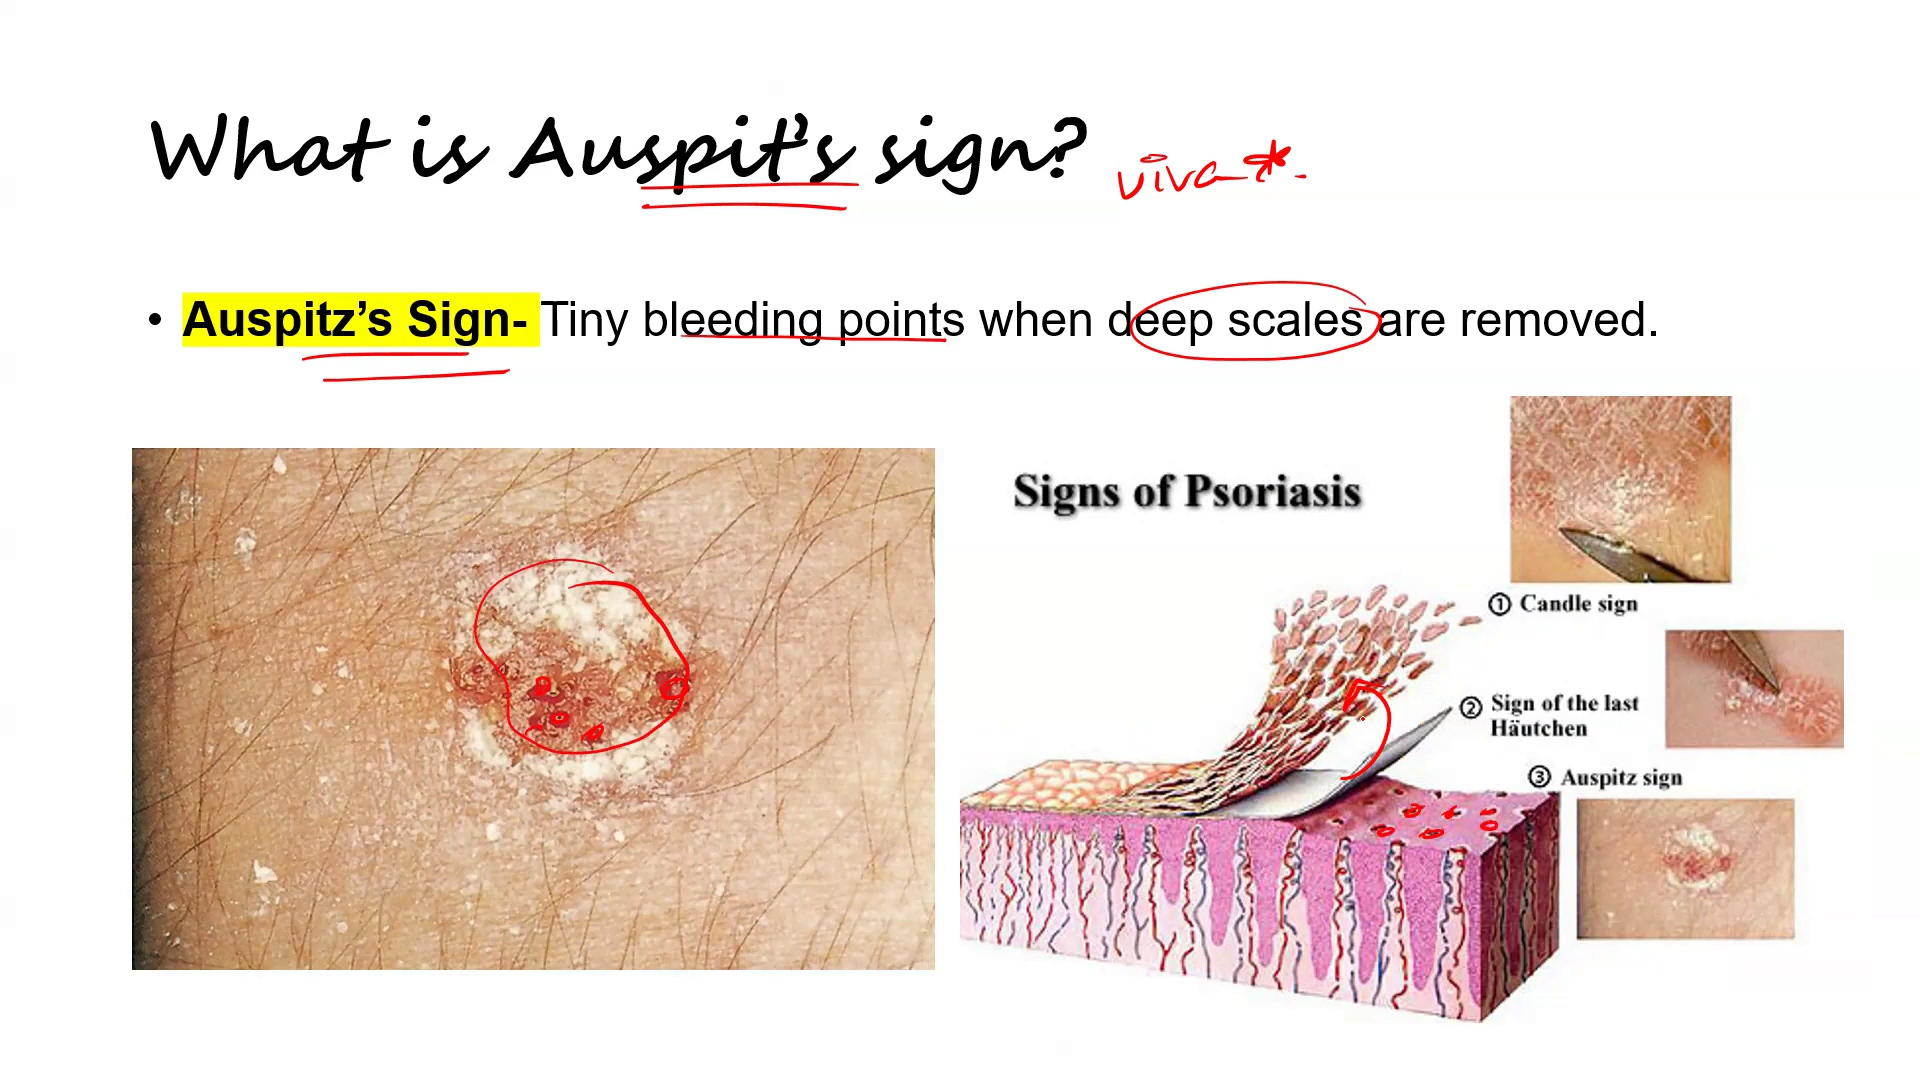 What is Auspit's sign?
viva *.
• Auspitz’s Sign- Tiny bleeding points when deep scales are removed.
Signs of Psoriasis
① Candle sign
② Sign of the last
Häutchen
③ Auspitz sign